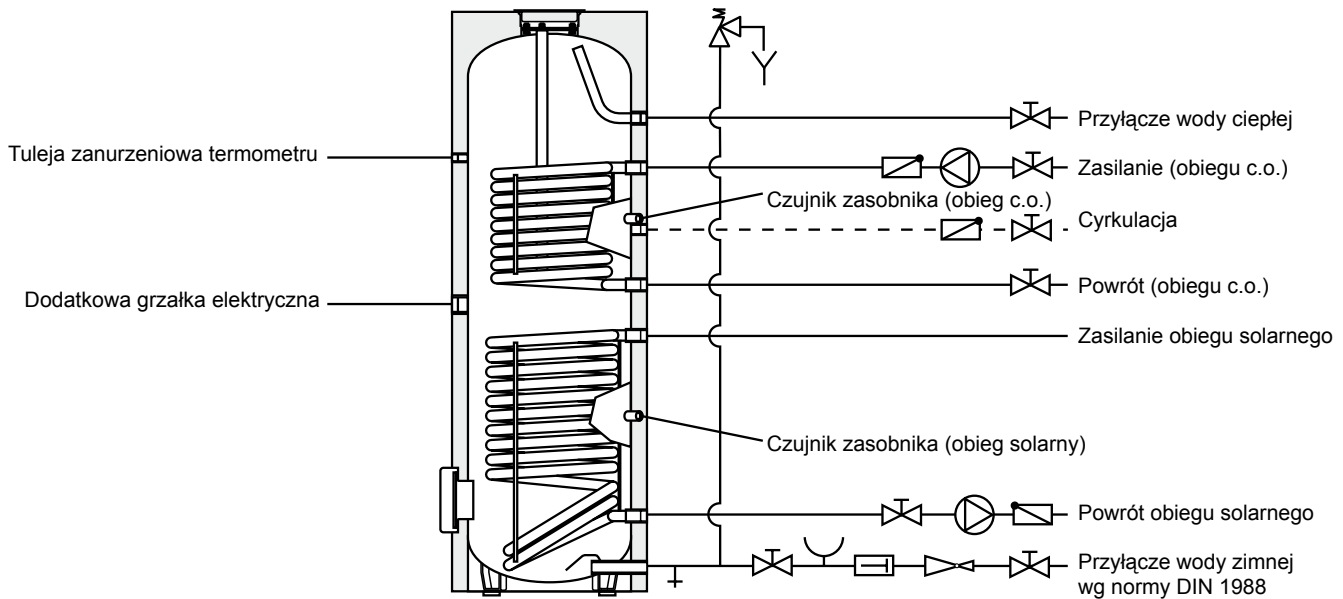 Przyłącze wody ciepłej
Tuleja zanurzeniowa termometru
Zasilanie (obiegu c.o.)
Czujnik zasobnika (obieg c.o.)
Cyrkulacja
Powrót (obiegu c.o.)
Dodatkowa grzałka elektryczna
Zasilanie obiegu solarnego
Czujnik zasobnika (obieg solarny)
Powrót obiegu solarnego
Przyłącze wody zimnej
wg normy DIN 1988